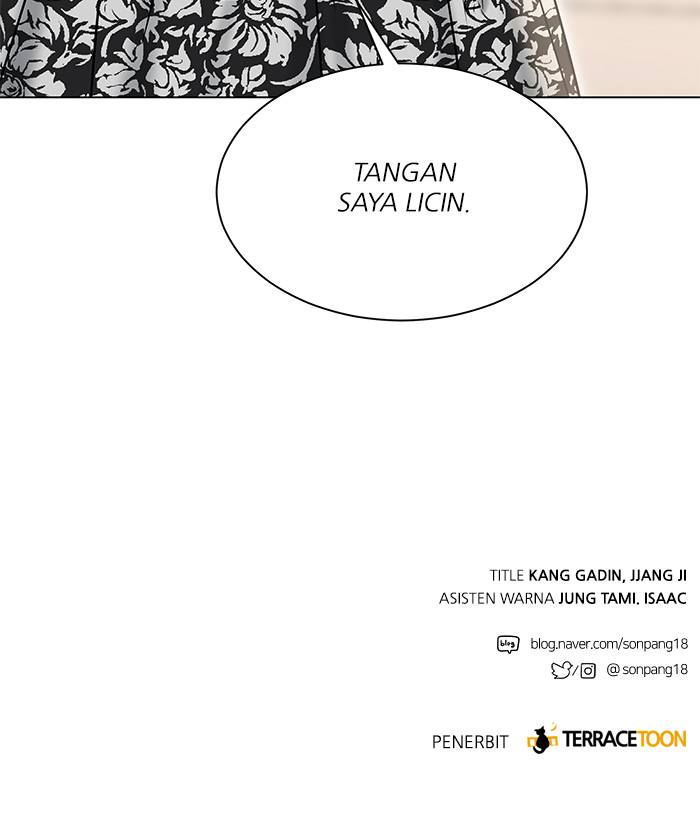 TANGAN
SAYA LICIN.
TITLE KANG GADIN, JJANG JI
ASISTEN WARNA JUNG TAMI. ISAAC
blog blog.naver.com/sonpang18
/ @sonpang18
PENERBIT TERRACETOON